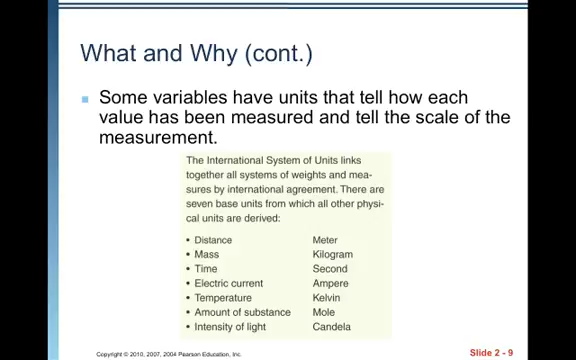 What and Why (cont.)
Some variables have units that tell how each
value has been measured and tell the scale of the
measurement.
The International System of Units links
together all systems of weights and mea-
sures by international agreement. There are
seven base units from which all other physi-
cal units are derived:
• Distance Meter
• Mass Kilogram
• Time Second
• Electric current Ampere
• Temperature Kelvin
• Amount of substance Mole
• Intensity of light Candela
Copyright © 2010, 2007, 2004 Pearson Education, Inc. Slide 2 - 9